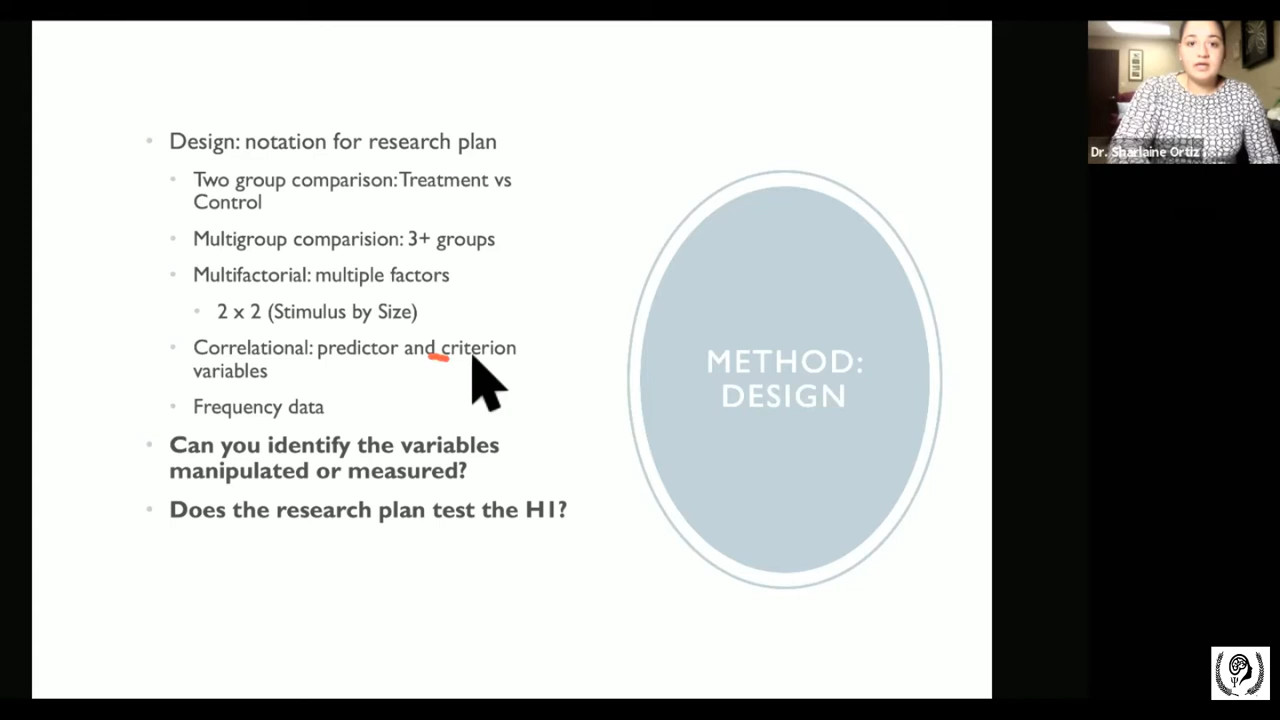 Design: notation for research plan
Two group comparison: Treatment vs
Control
Multigroup comparision: 3+ groups
Multifactorial: multiple factors
2 x 2 (Stimulus by Size)
Correlational: predictor and criterion
variables
Frequency data
Can you identify the variables
manipulated or measured?
Does the research plan test the H1?
METHOD:
DESIGN
Dr. Sharlaine Ortiz
Ψ